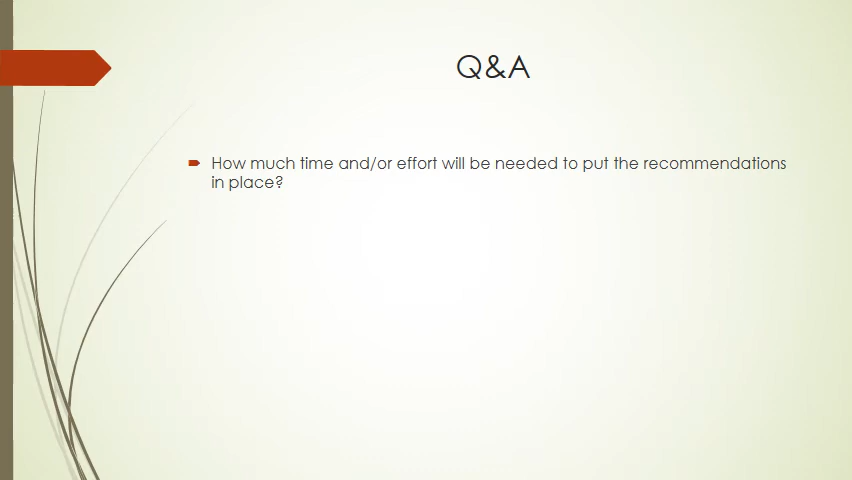 Q&A
How much time and/or effort will be needed to put the recommendations
in place?